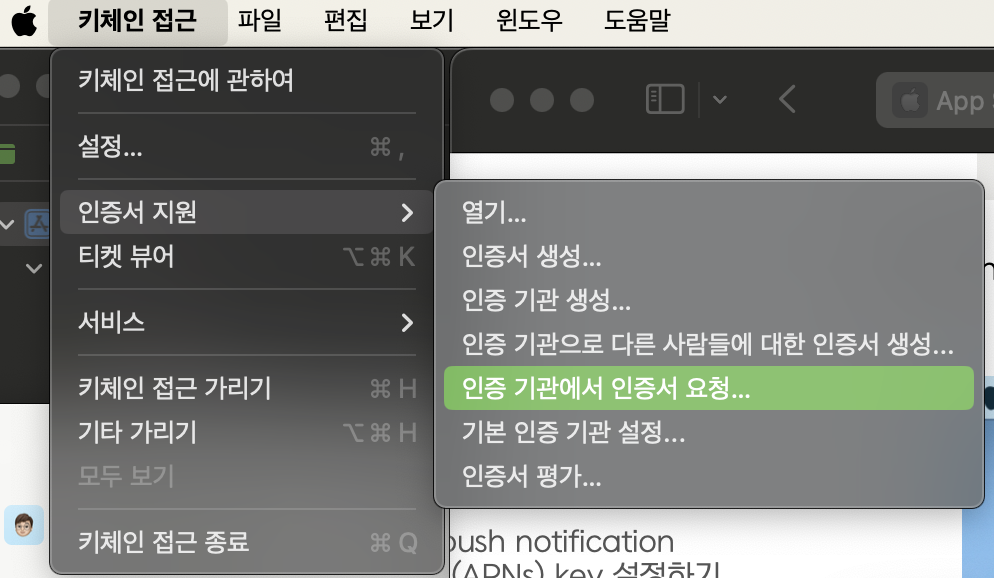 키체인 접근 파일 편집 보기 윈도우 도움말
키체인 접근에 관하여
설정... ⌘ ,
인증서 지원
티켓 뷰어 ⌥⌘K
서비스
키체인 접근 가리기 ⌘H
기타 가리기 ⌥⌘H
모두 보기
키체인 접근 종료 ⌘Q
App
열기...
인증서 생성...
인증 기관 생성...
인증 기관으로 다른 사람들에 대한 인증서 생성...
인증 기관에서 인증서 요청...
기본 인증 기관 설정...
인증서 평가...
push notification
(APNs) key 설정하기